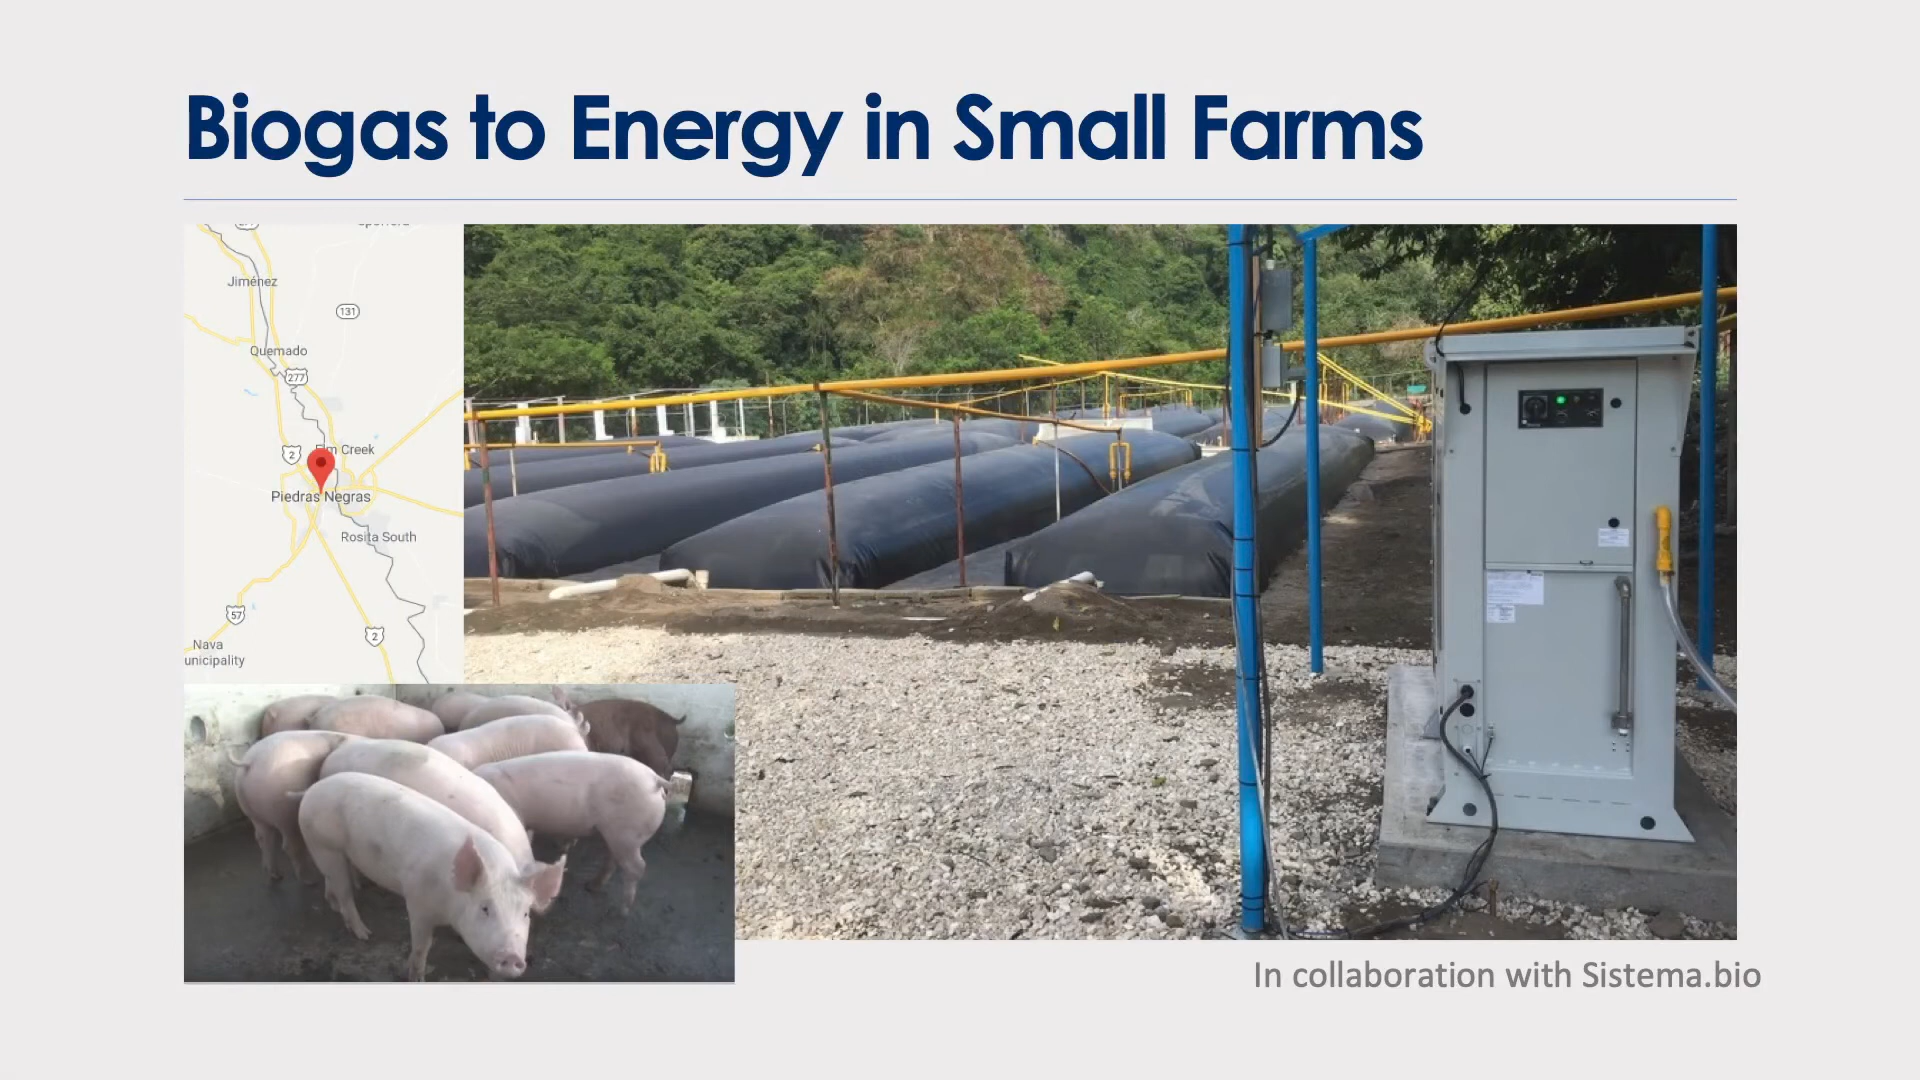 Biogas to Energy in Small Farms
Jiménez
131
Quemado
277
2
Creek
Piedras Negras
Rosita South
57
2
Nava
unicipality
In collaboration with Sistema.bio